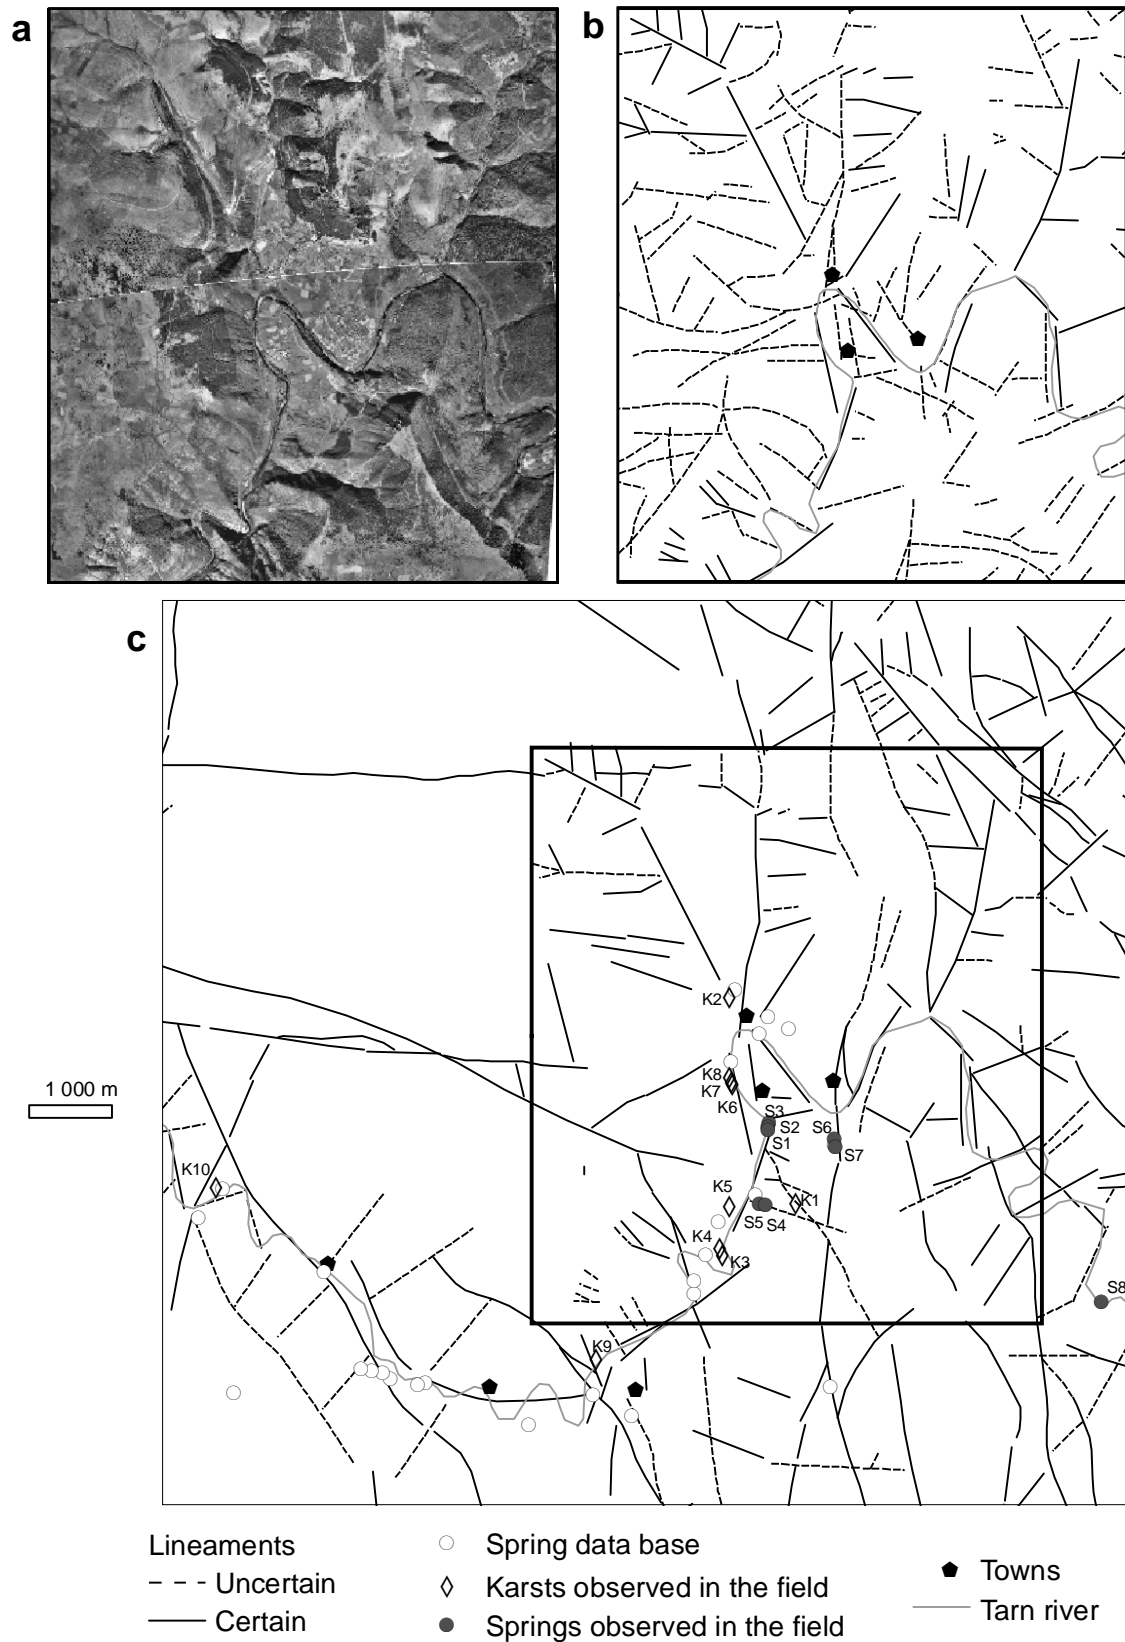 a
b
c
K2
K8
K7
K6
S3
S2
S1
S6
S7
K10
K5
K1
S5 S4
K4
K3
S8
K9
1 000 m
Lineaments
Uncertain
Certain
Spring data base
Karsts observed in the field
Springs observed in the field
Towns
Tarn river